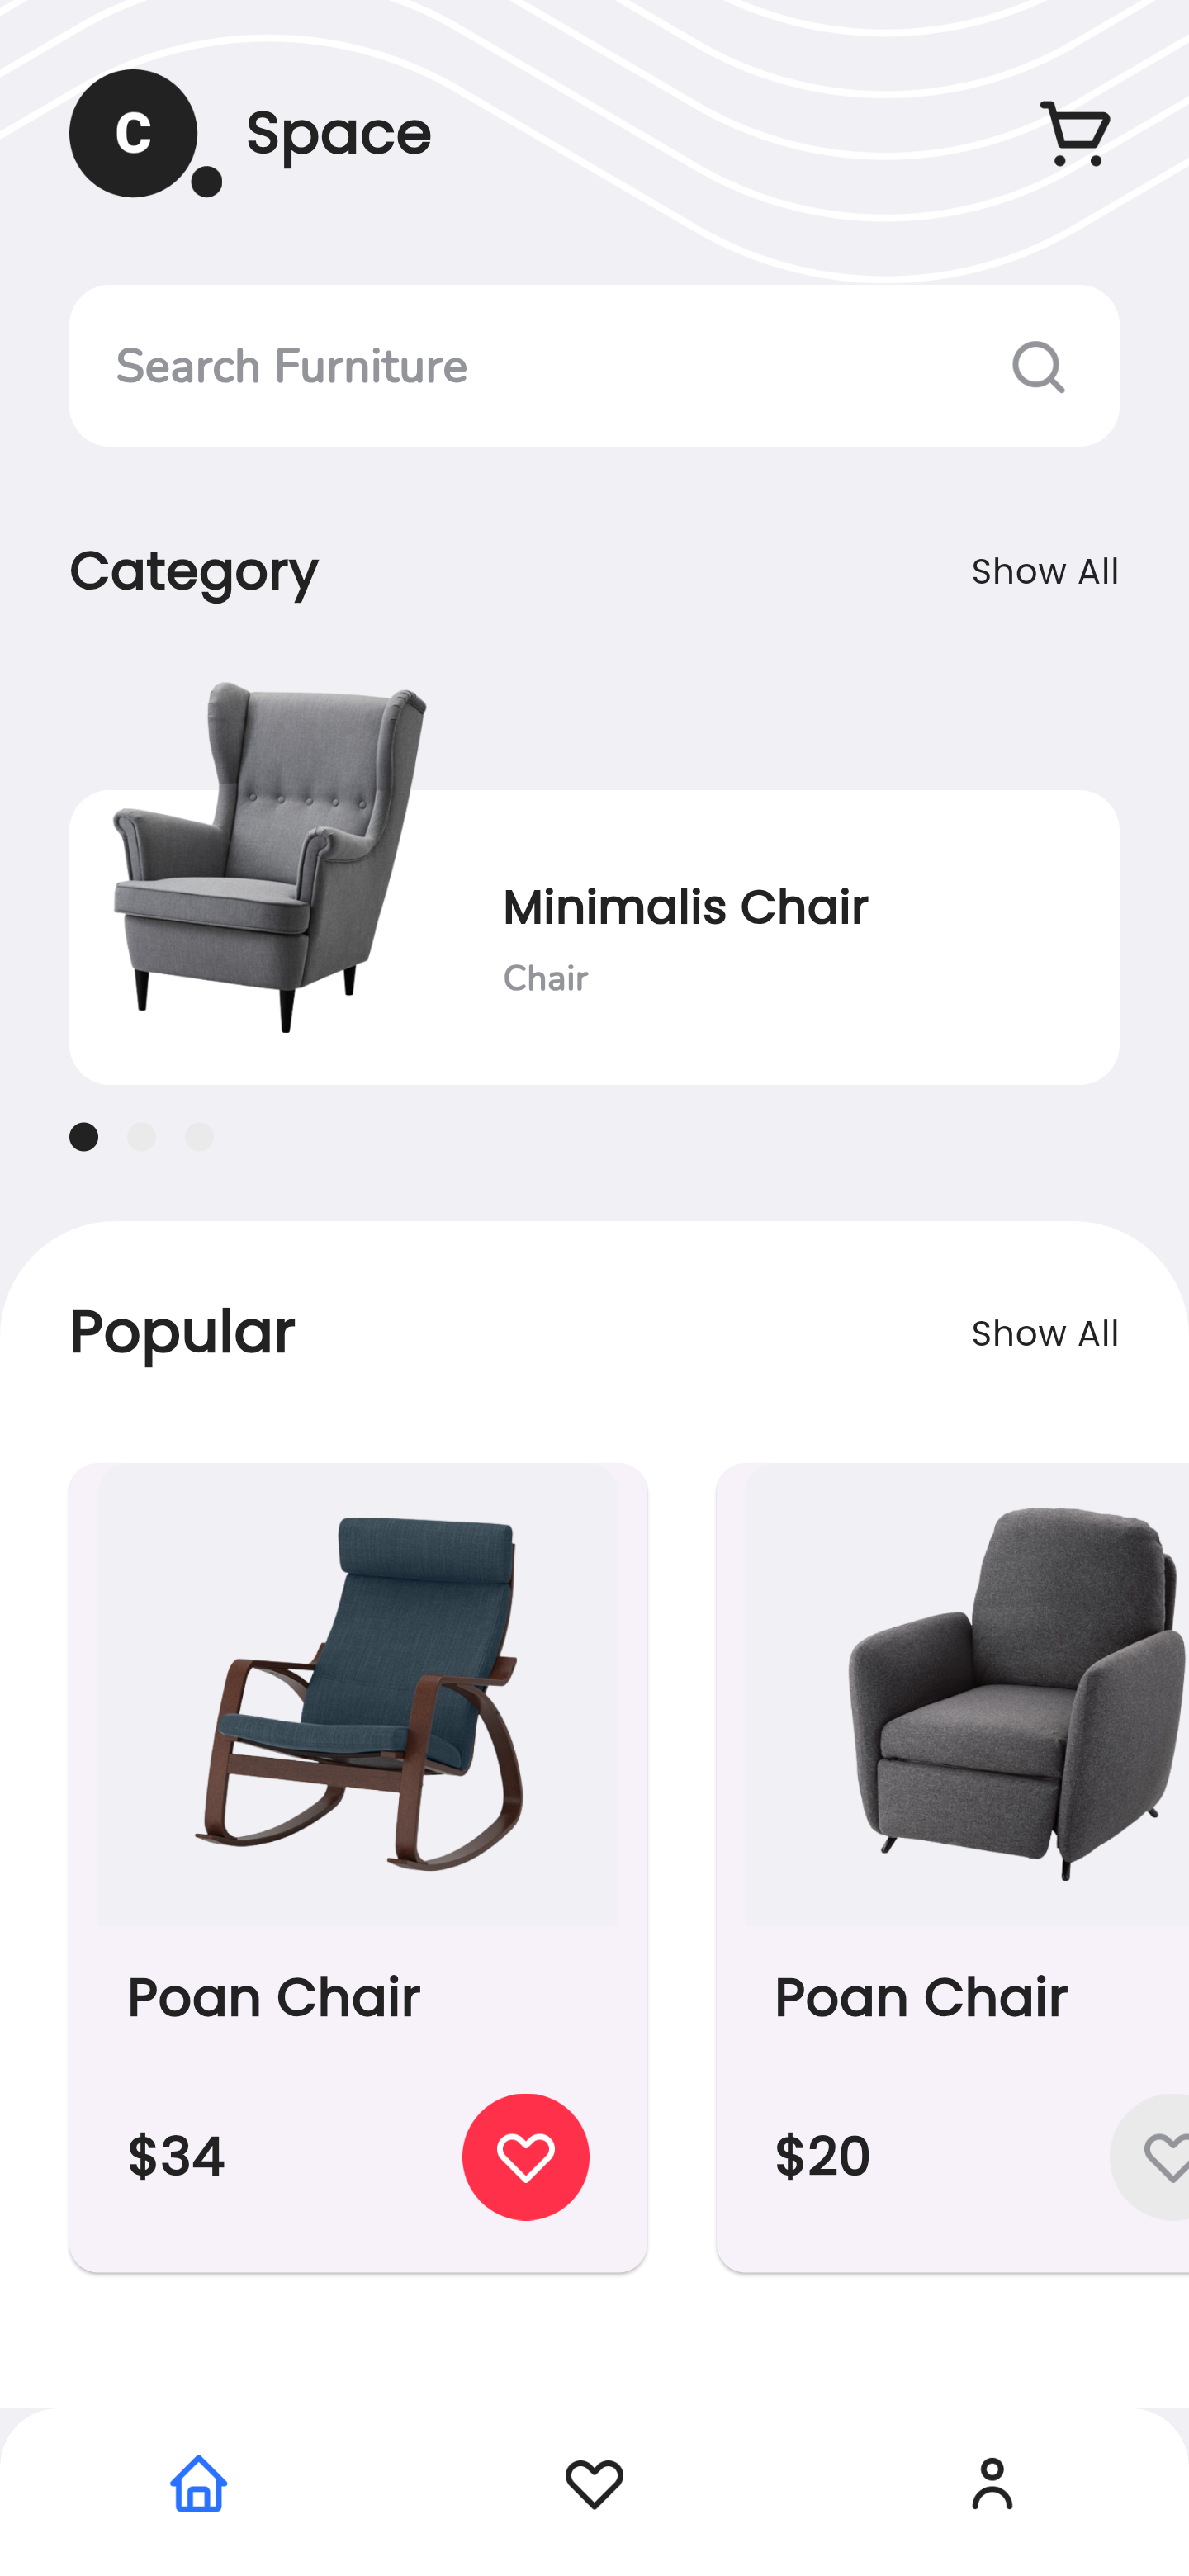 C
Space
Search Furniture
Category
Show All
Minimalis Chair
Chair
Popular
Show All
Poan Chair
Poan Chair
$34
$20